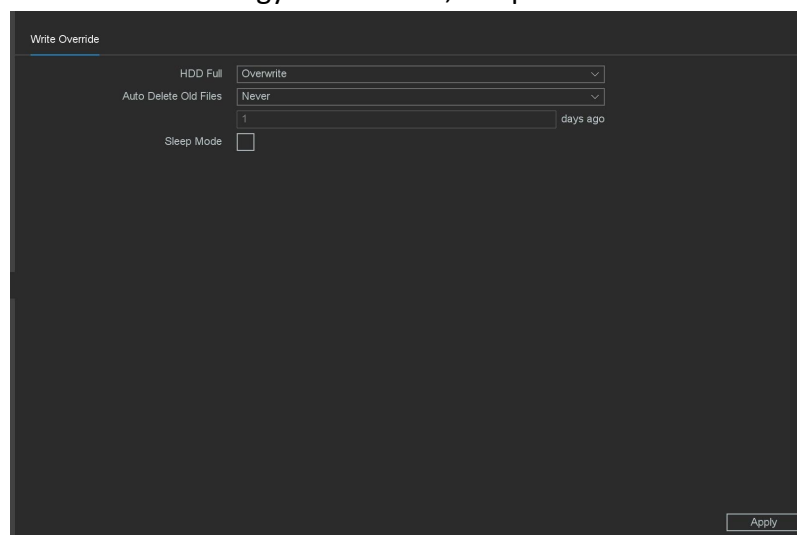 Write Override
HDD Full Overwrite
Auto Delete Old Files Never
1 days ago
Sleep Mode
Apply